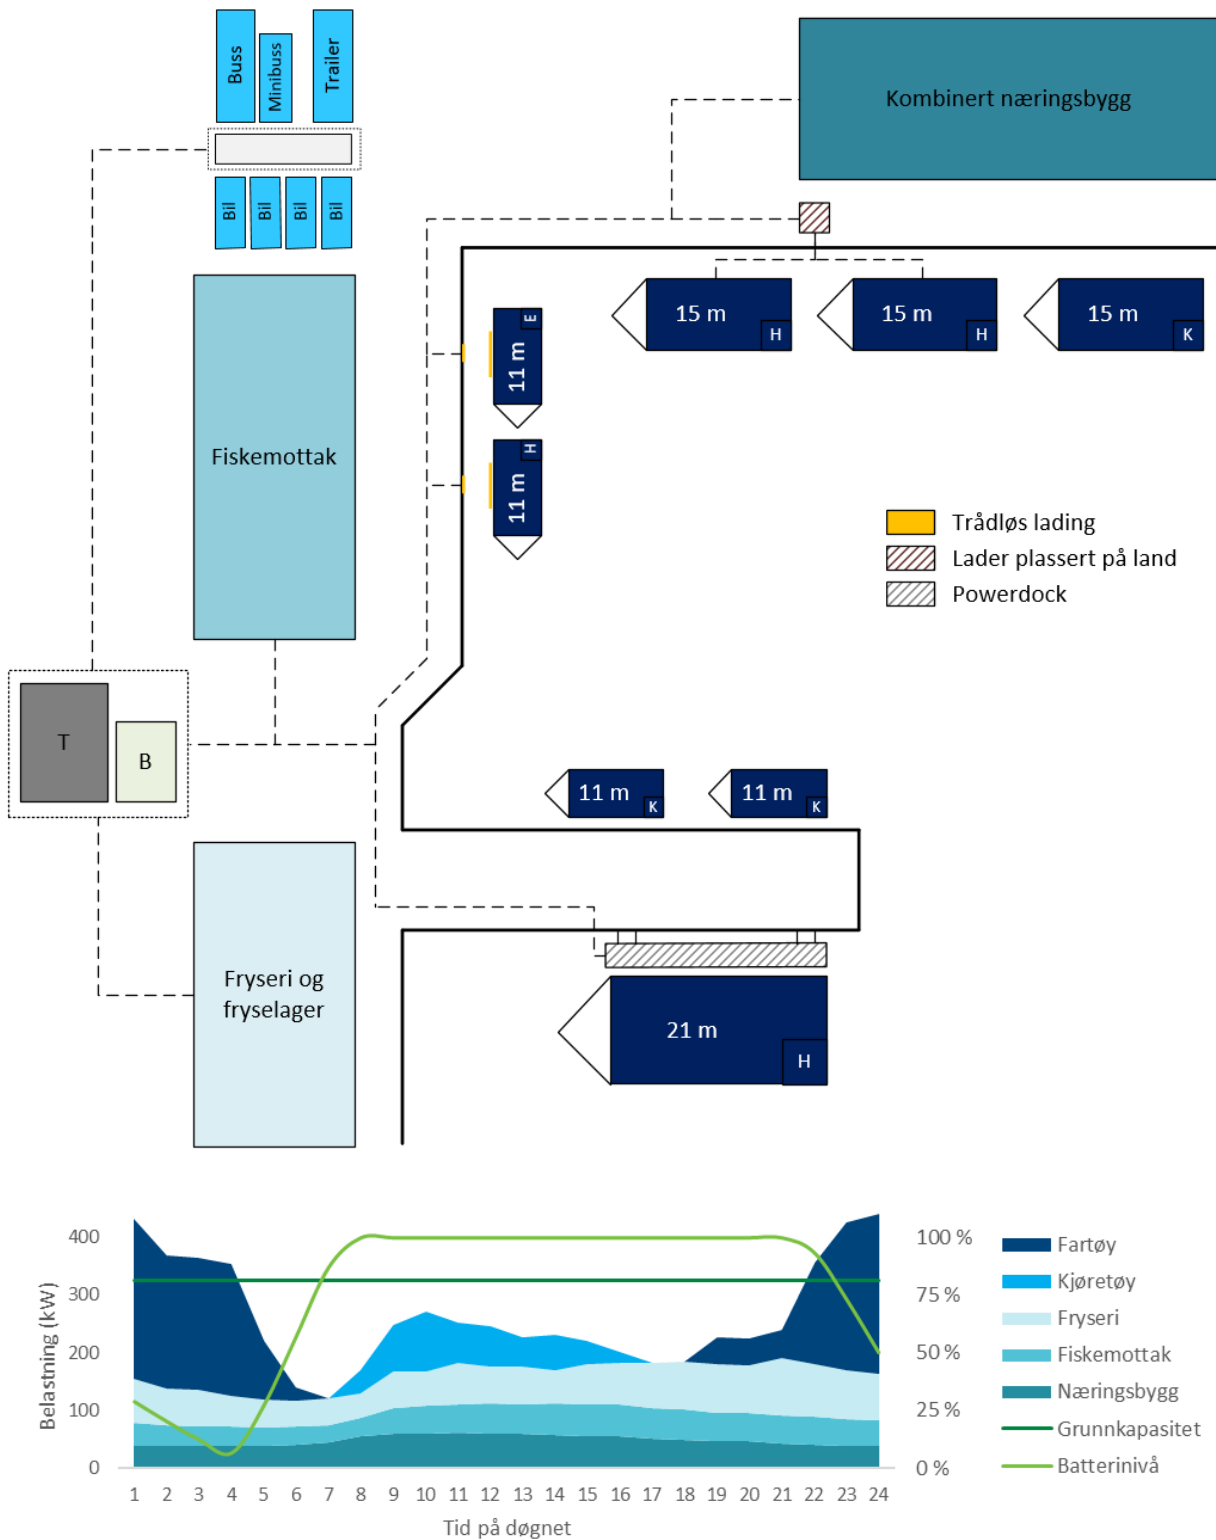 Buss
Minibuss
Trailer
Bil
Bil
Bil
Bil
Kombinert næringsbygg
15 m
H
15 m
H
15 m
K
E
11 m
H
11 m
Fiskemottak
Trådløs lading
Lader plassert på land
Powerdock
T
B
11 m
K
11 m
K
Fryseri og
fryselager
21 m
H
Belastning (kW)
400
300
200
100
0
100 %
75 %
50 %
25 %
0 %
1 2 3 4 5 6 7 8 9 10 11 12 13 14 15 16 17 18 19 20 21 22 23 24
Tid på døgnet
Fartøy
Kjøretøy
Fryseri
Fiskemottak
Næringsbygg
Grunnkapasitet
Batterinivå